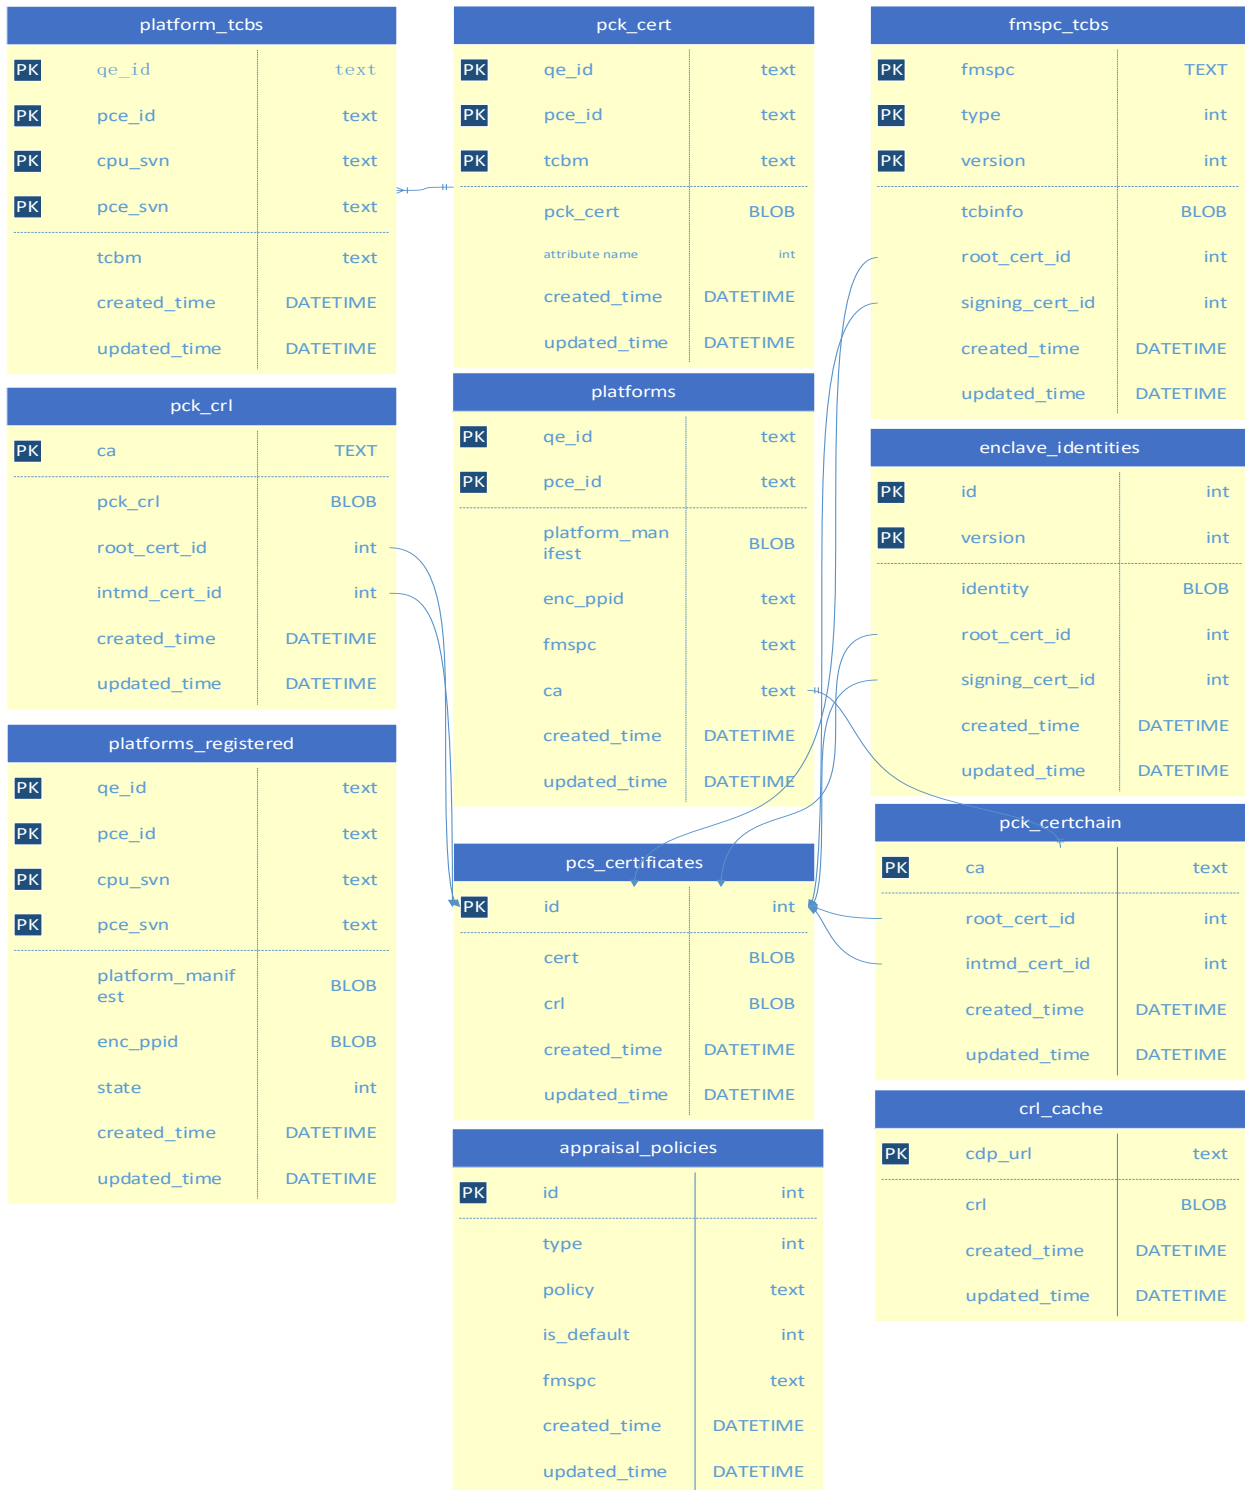 platform_tcbs
PK qe_id text
PK pce_id text
PK cpu_svn text
PK pce_svn text
tcbm text
created_time DATETIME
updated_time DATETIME
pck_crl
PK ca TEXT
pck_crl BLOB
root_cert_id int
intmd_cert_id int
created_time DATETIME
updated_time DATETIME
platforms_registered
PK qe_id text
PK pce_id text
PK cpu_svn text
PK pce_svn text
platform_manif
est BLOB
enc_ppid BLOB
state int
created_time DATETIME
updated_time DATETIME
pck_cert
PK qe_id text
PK pce_id text
PK tcbm text
pck_cert BLOB
attribute name int
created_time DATETIME
updated_time DATETIME
platforms
PK qe_id text
PK pce_id text
platform_man
ifest BLOB
enc_ppid text
fmspc text
ca text
created_time DATETIME
updated_time DATETIME
pcs_certificates
PK id int
cert BLOB
crl BLOB
created_time DATETIME
updated_time DATETIME
appraisal_policies
PK id int
type int
policy text
is_default int
fmspc text
created_time DATETIME
updated_time DATETIME
fmspc_tcbs
PK fmspc TEXT
PK type int
PK version int
tcbinfo BLOB
root_cert_id int
signing_cert_id int
created_time DATETIME
updated_time DATETIME
enclave_identities
PK id int
PK version int
identity BLOB
root_cert_id int
signing_cert_id int
created_time DATETIME
updated_time DATETIME
pck_certchain
PK ca text
root_cert_id int
intmd_cert_id int
created_time DATETIME
updated_time DATETIME
crl_cache
PK cdp_url text
crl BLOB
created_time DATETIME
updated_time DATETIME